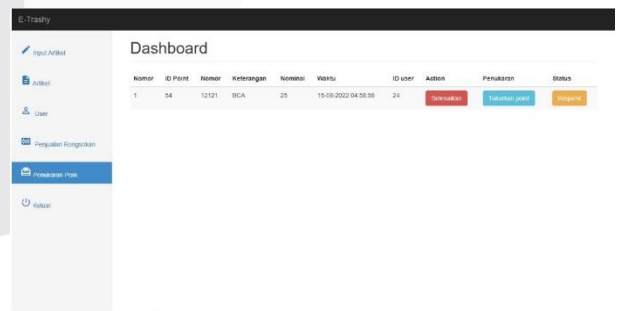 E-Trashy
Dashboard
Input Artikel
Artikel
User
Penjualan Rongsokan
Penukaran Poin
Keluar
Nomor ID Point Nomor Keterangan Nominal Waktu ID user Action Penukaran Status
1 54 12121 BCA 25 15-08-2022 04:58:58 24 Selesaikan Tukarkan point Request